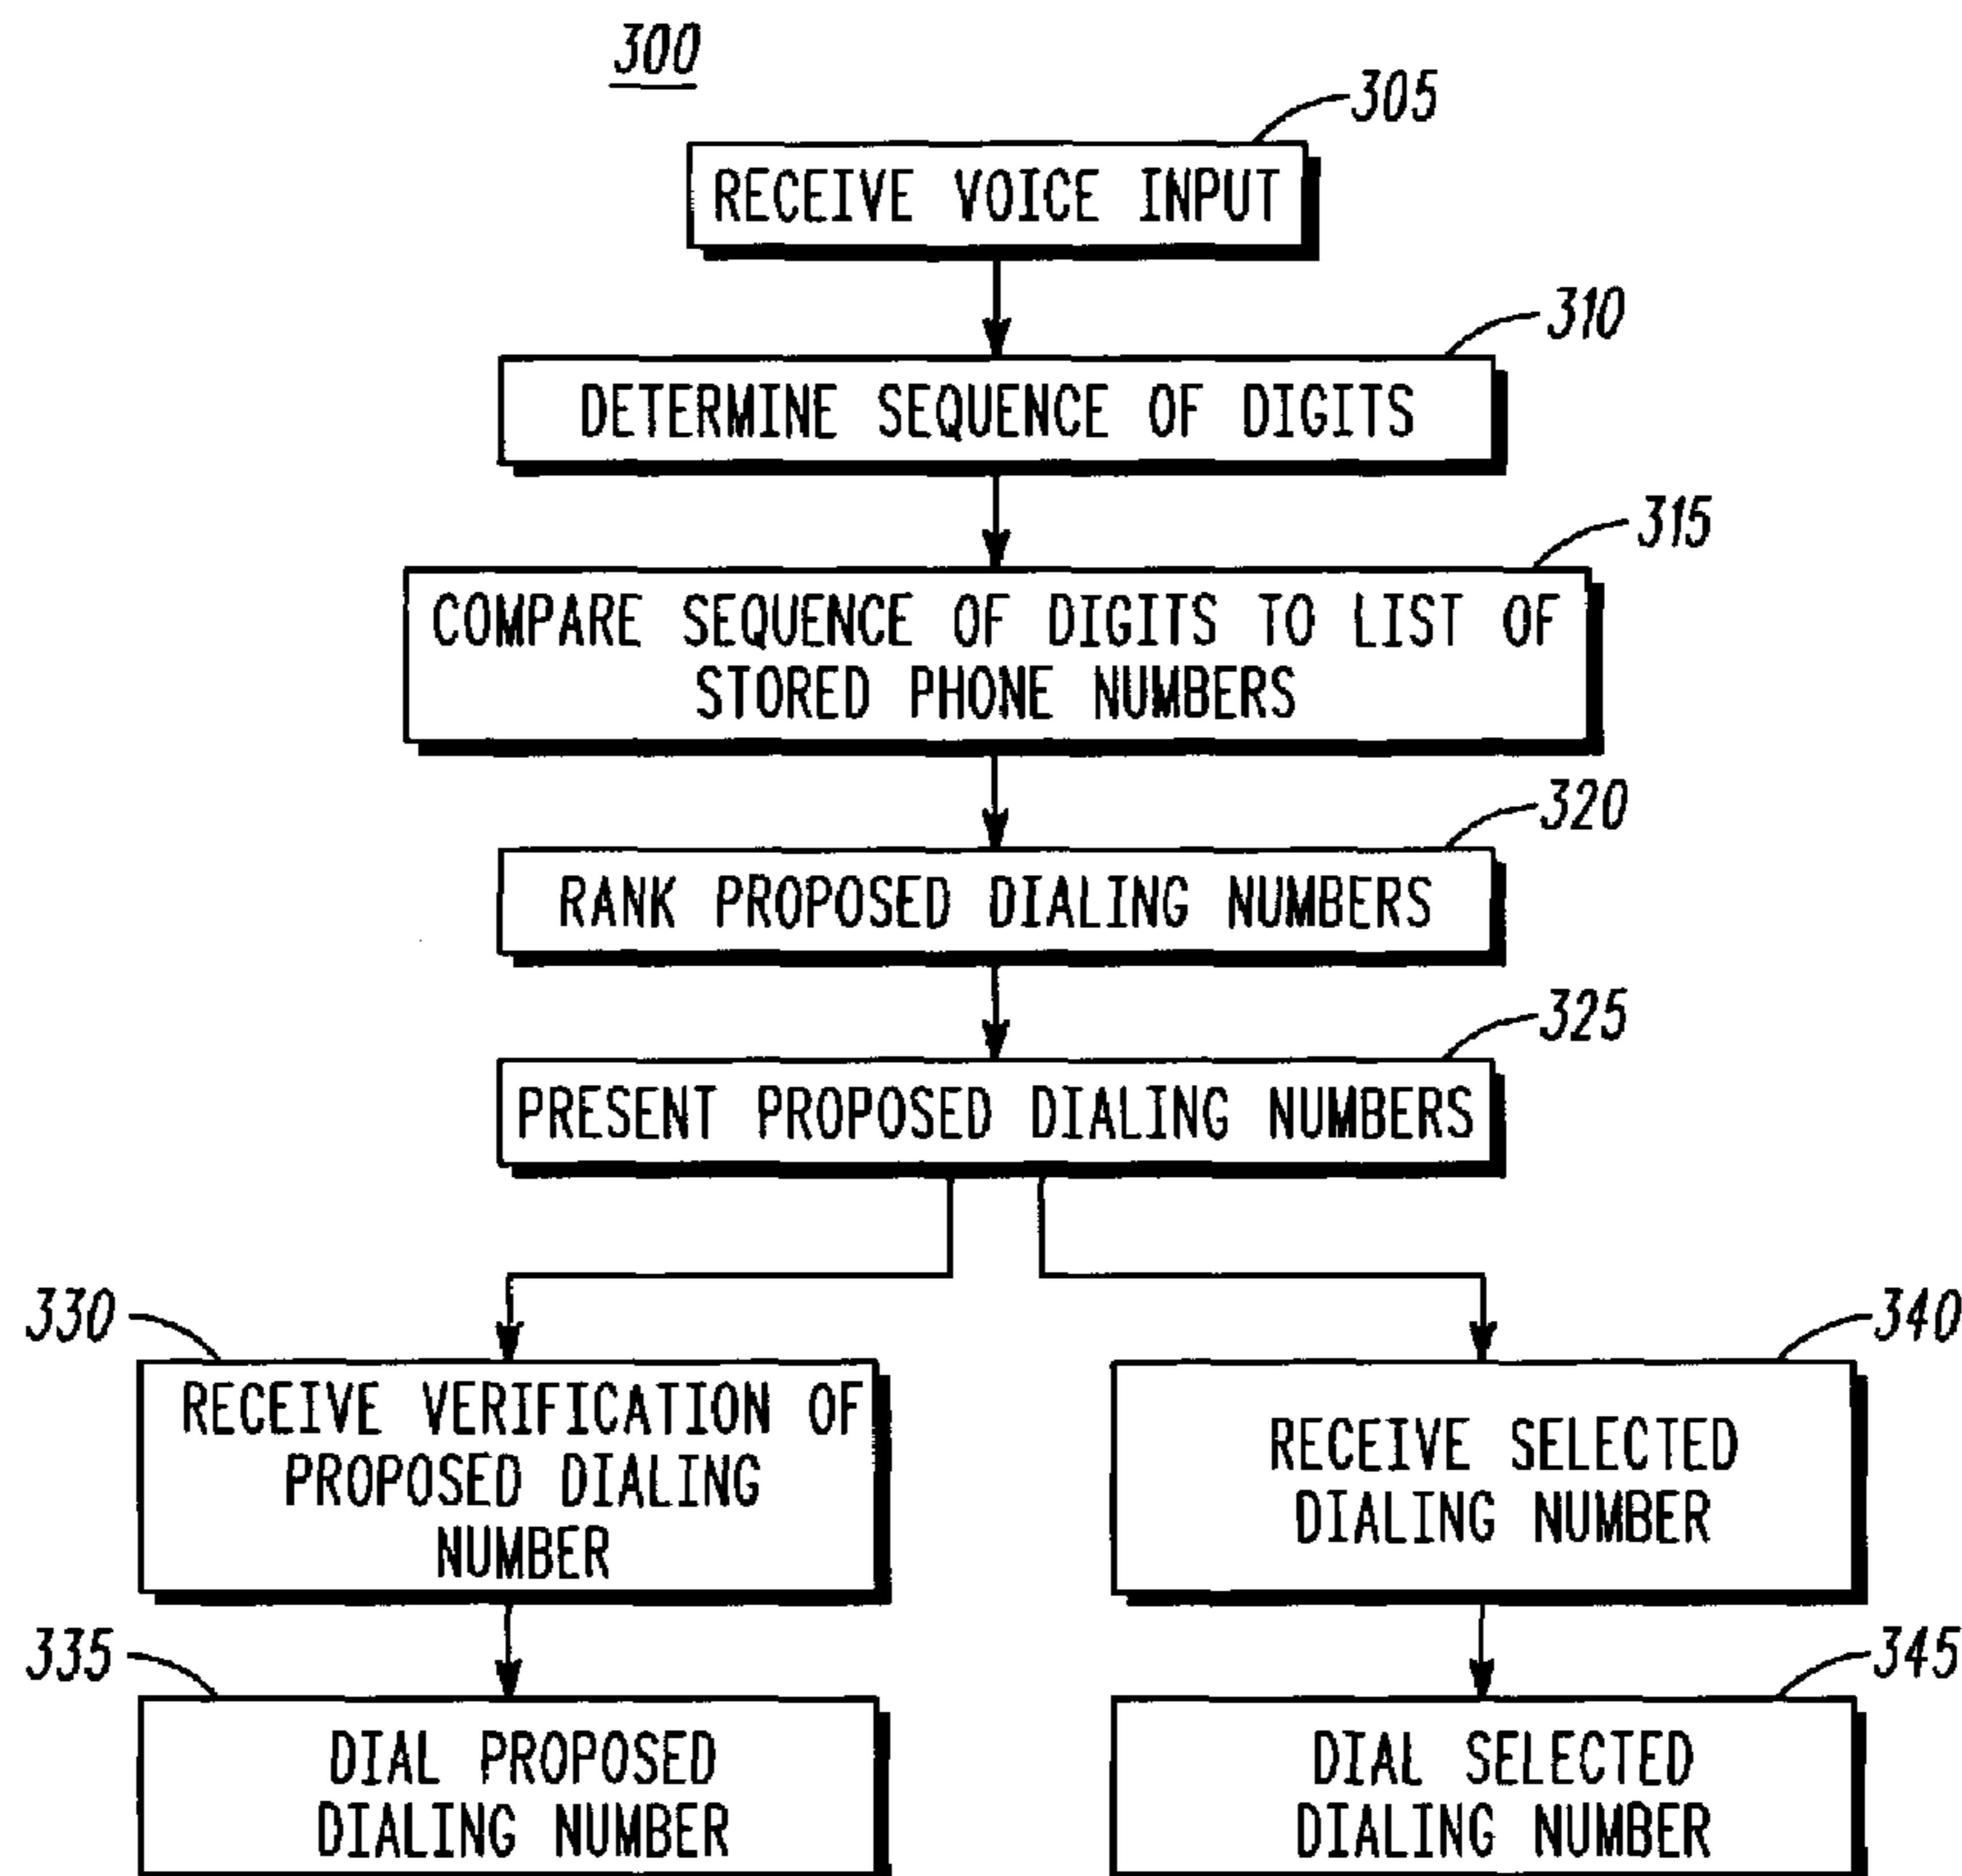 300
305
RECEIVE VOICE INPUT
310
DETERMINE SEQUENCE OF DIGITS
315
COMPARE SEQUENCE OF DIGITS TO LIST OF
STORED PHONE NUMBERS
320
RANK PROPOSED DIALING NUMBERS
325
PRESENT PROPOSED DIALING NUMBERS
330
RECEIVE VERIFICATION OF
PROPOSED DIALING
NUMBER
340
RECEIVE SELECTED
DIALING NUMBER
335
DIAL PROPOSED
DIALING NUMBER
345
DIAL SELECTED
DIALING NUMBER